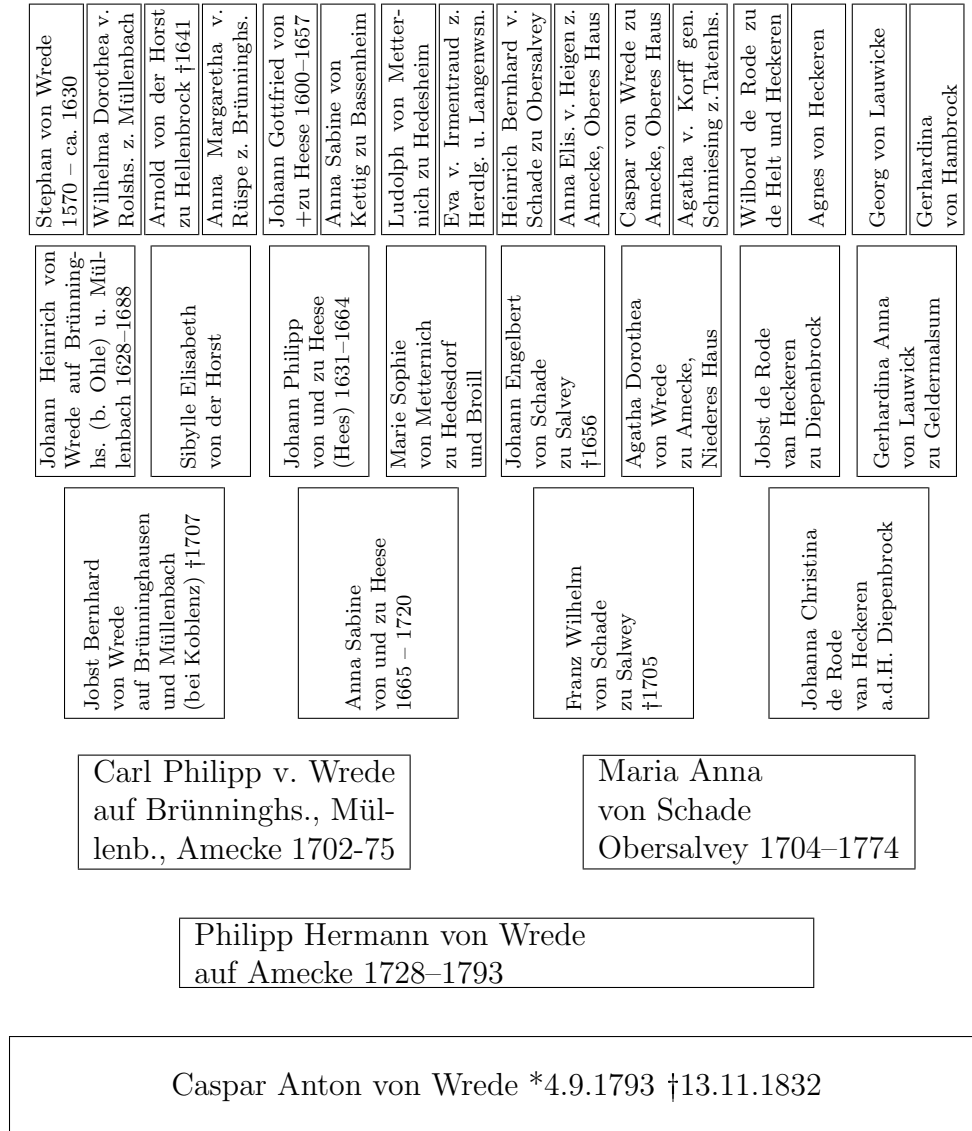 Stephan von Wrede
1570 – ca. 1630
Wilhelma Dorothea v.
Rolshs. z. Müllenbach
Arnold von der Horst
zu Hellenbrock †1641
Anna Margaretha v.
Rüspe z. Brünninghs.
Johann Gottfried von
+zu Heese 1600–1657
Anna Sabine von
Kettig zu Bassenheim
Ludolph von Metter-
nich zu Hedesheim
Eva v. Irmentraud z.
Herdlg. u. Langenwsn.
Heinrich Bernhard v.
Schade zu Obersalvey
Anna Elis. v. Heigen z.
Amecke, Oberes Haus
Caspar von Wrede zu
Amecke, Oberes Haus
Agatha v. Korff gen.
Schmiesing z.Tatenhs.
Wilbord de Rode zu
de Helt und Heckeren
Agnes von Heckeren
Georg von Lauwicke
Gerhardina
von Hambrock
Johann Heinrich von
Wrede auf Brünning-
hs. (b. Ohle) u. Mül-
lenbach 1628–1688
Sibylle Elisabeth
von der Horst
Johann Philipp
von und zu Heese
(Hees) 1631–1664
Marie Sophie
von Metternich
zu Hedesdorf
und Broill
Johann Engelbert
von Schade
zu Salvey
†1656
Agatha Dorothea
von Wrede
zu Amecke,
Niederes Haus
Jobst de Rode
van Heckeren
zu Diepenbrock
Gerhardina Anna
von Lauwick
zu Geldermalsum
Jobst Bernhard
von Wrede
auf Brünninghausen
und Müllenbach
(bei Koblenz) †1707
Anna Sabine
von und zu Heese
1665 – 1720
Franz Wilhelm
von Schade
zu Salwey
†1705
Johanna Christina
de Rode
van Heckeren
a.d.H. Diepenbrock
Carl Philipp v. Wrede
auf Brünninghs., Mül-
lenb., Amecke 1702-75
Maria Anna
von Schade
Obersalvey 1704–1774
Philipp Hermann von Wrede
auf Amecke 1728–1793
Caspar Anton von Wrede *4.9.1793 †13.11.1832